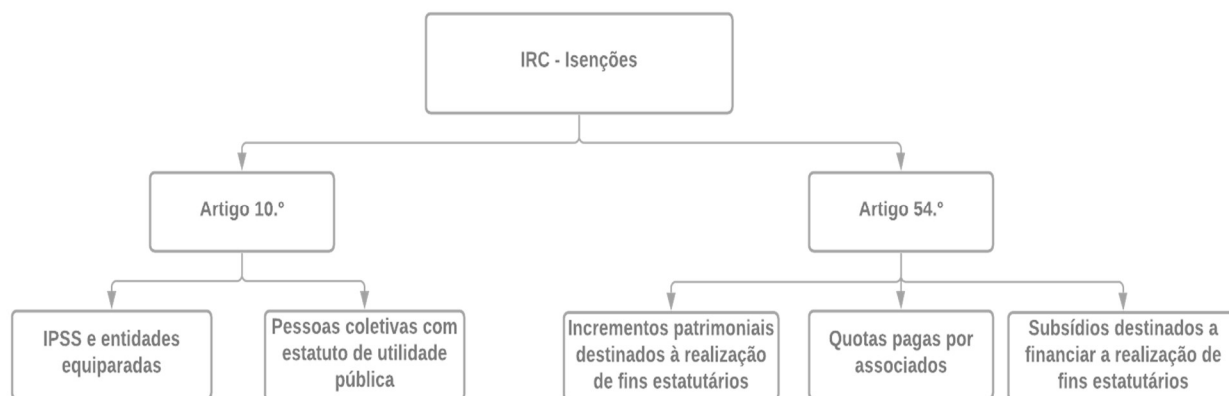 IRC - Isenções
Artigo 10.º
Artigo 54.º
IPSS e entidades
equiparadas
Pessoas coletivas com
estatuto de utilidade
pública
Incrementos patrimoniais
destinados à realização
de fins estatutários
Quotas pagas por
associados
Subsídios destinados a
financiar a realização de
fins estatutários